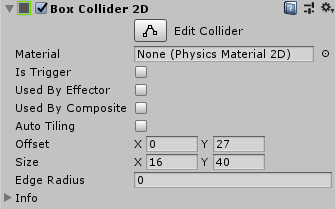 Box Collider 2D
Edit Collider
Material None (Physics Material 2D)
Is Trigger
Used By Effector
Used By Composite
Auto Tiling
Offset X 0 Y 27
Size X 16 Y 40
Edge Radius 0
Info